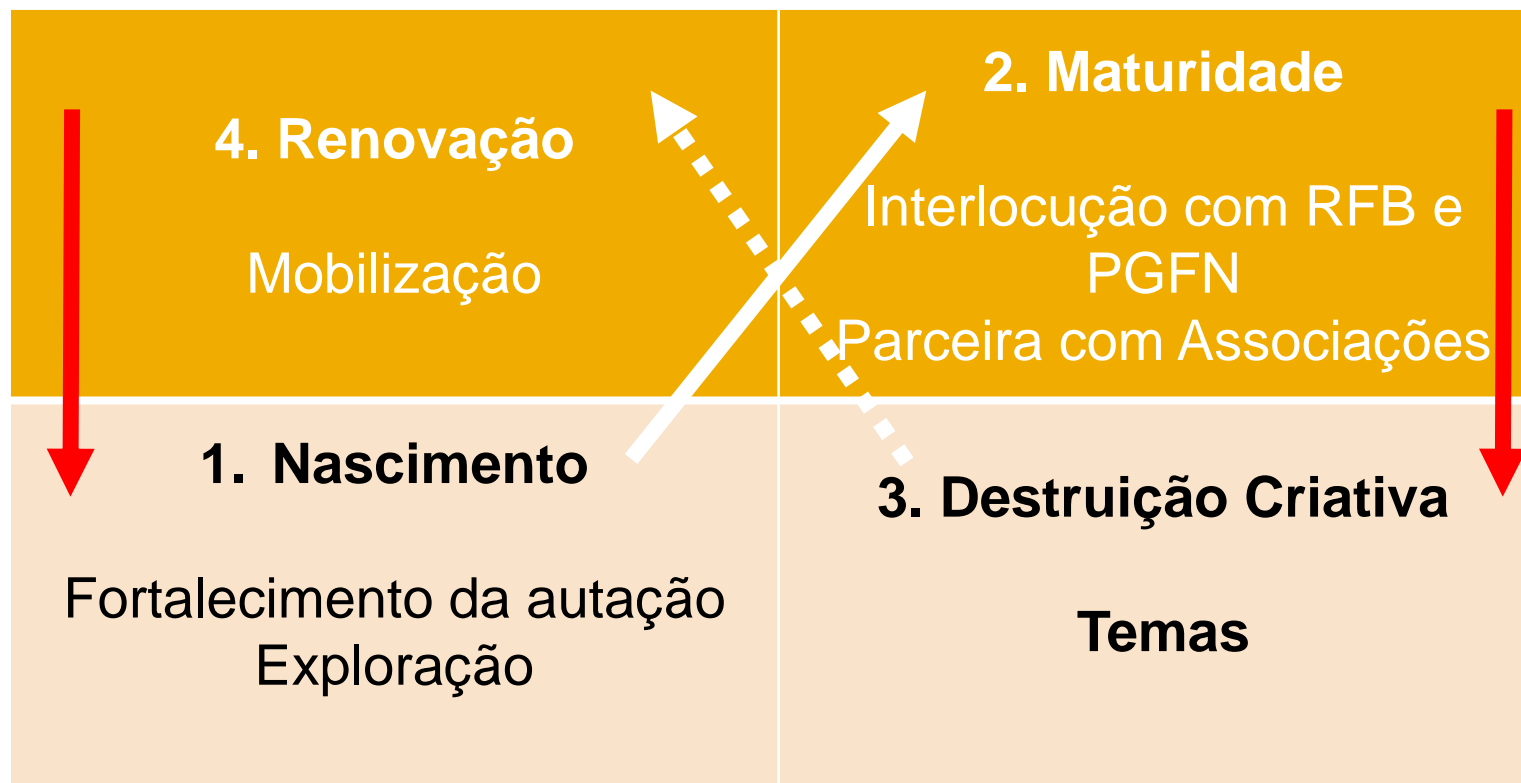 4. Renovação
Mobilização
2. Maturidade
Interlocução com RFB e
PGFN
Parceira com Associações
1. Nascimento
Fortalecimento da autação
Exploração
3. Destruição Criativa
Temas